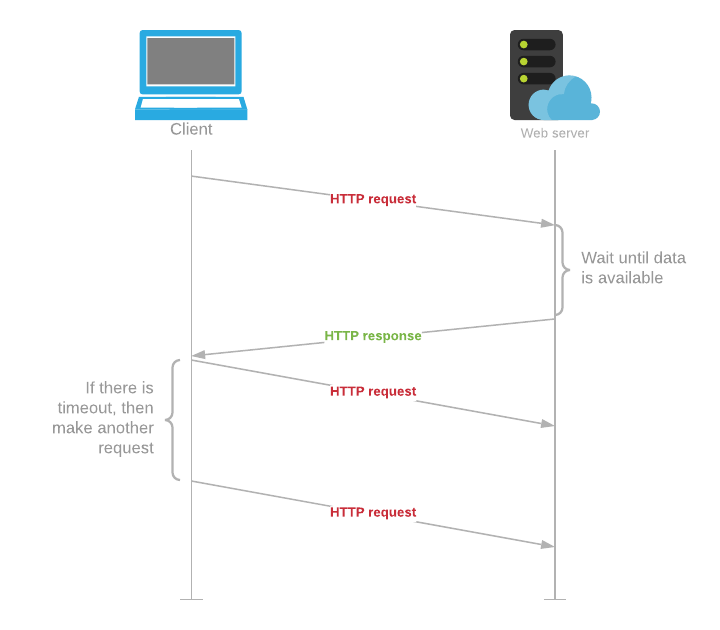 Client
Web server
HTTP request
Wait until data
is available
HTTP response
If there is
timeout, then
make another
request
HTTP request
HTTP request